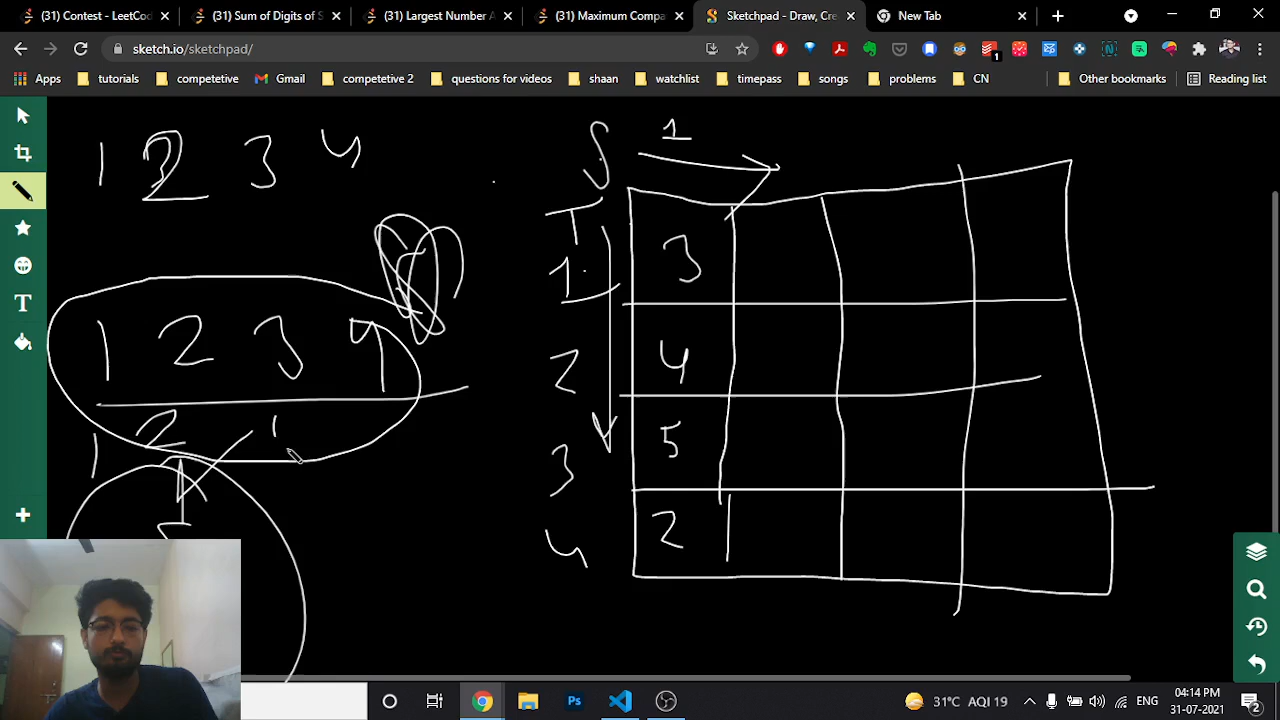 (31) Contest - LeetCod
(31) Sum of Digits of S
(31) Largest Number A
(31) Maximum Compa
Sketchpad - Draw, Cre
New Tab
sketch.io/sketchpad/
Apps
tutorials
competetive
Gmail
competetive 2
questions for videos
shaan
watchlist
timepass
songs
problems
CN
Other bookmarks
Reading list
1 2 3 4
S 1
T
1 3
1 2 3 4
2 4
1 2 1
3 5
4 2
31°C AQI 19
ENG
04:14 PM
31-07-2021
2